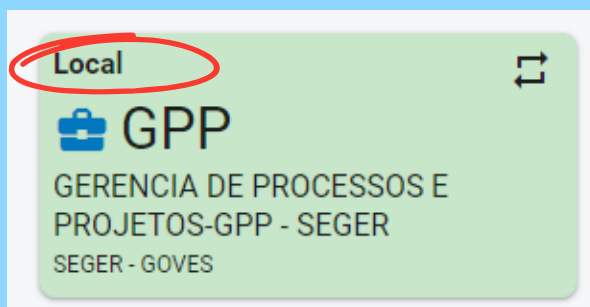 Local
GPP
GERENCIA DE PROCESSOS E
PROJETOS-GPP - SEGER
SEGER - GOVES